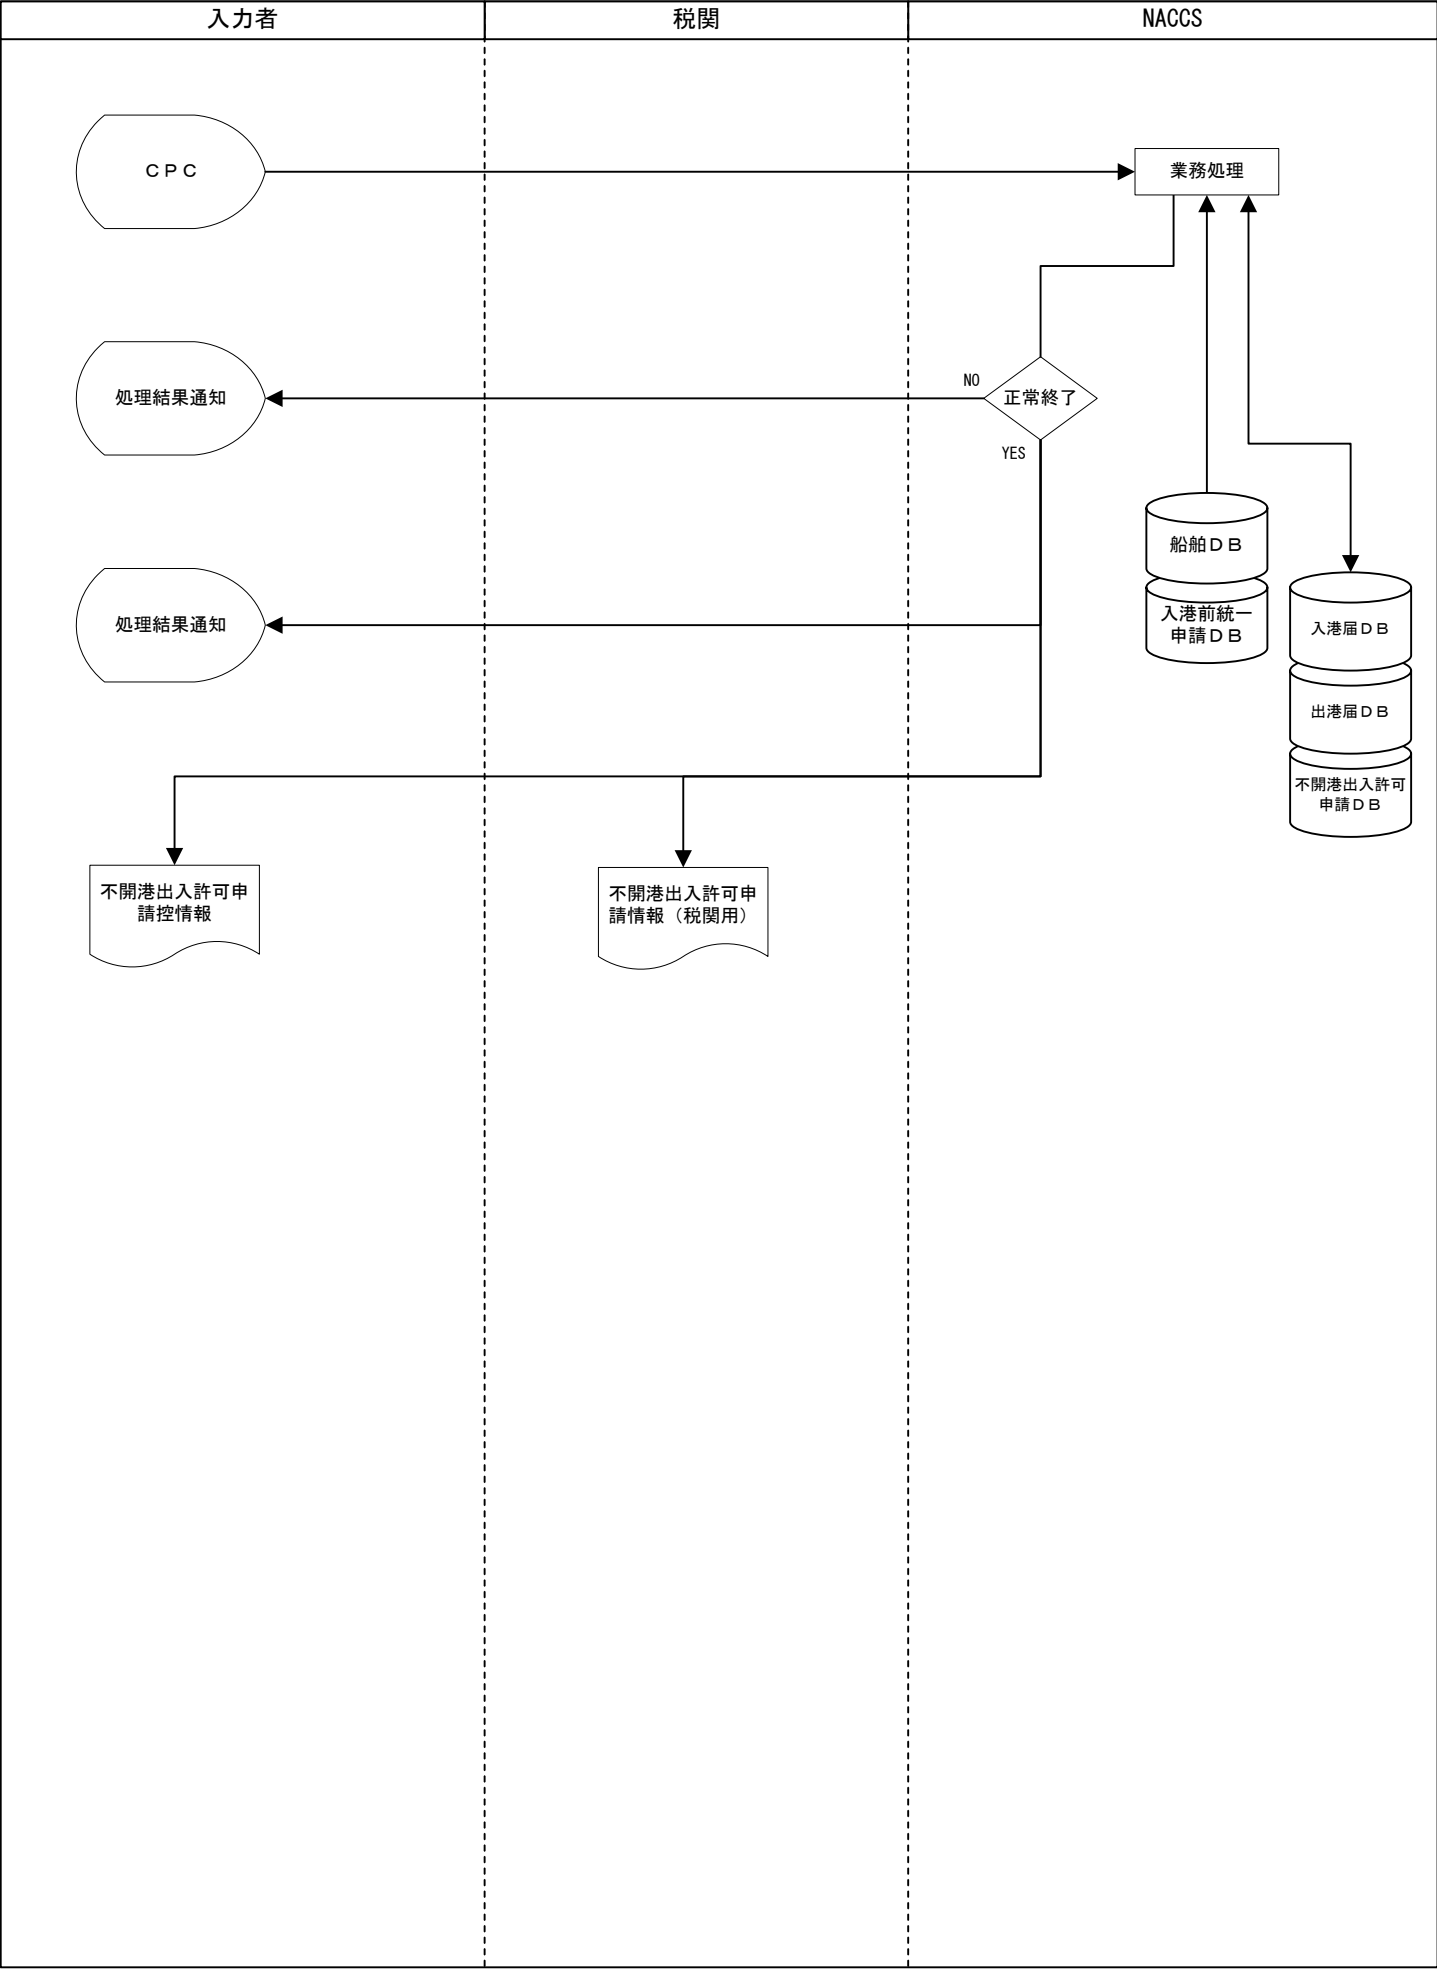 入力者
税関
NACCS
ＣＰＣ
業務処理
処理結果通知
NO
正常終了
YES
船舶ＤＢ
入港前統一
申請ＤＢ
処理結果通知
入港届ＤＢ
出港届ＤＢ
不開港出入許可
申請ＤＢ
不開港出入許可申
請控情報
不開港出入許可申
請情報（税関用）